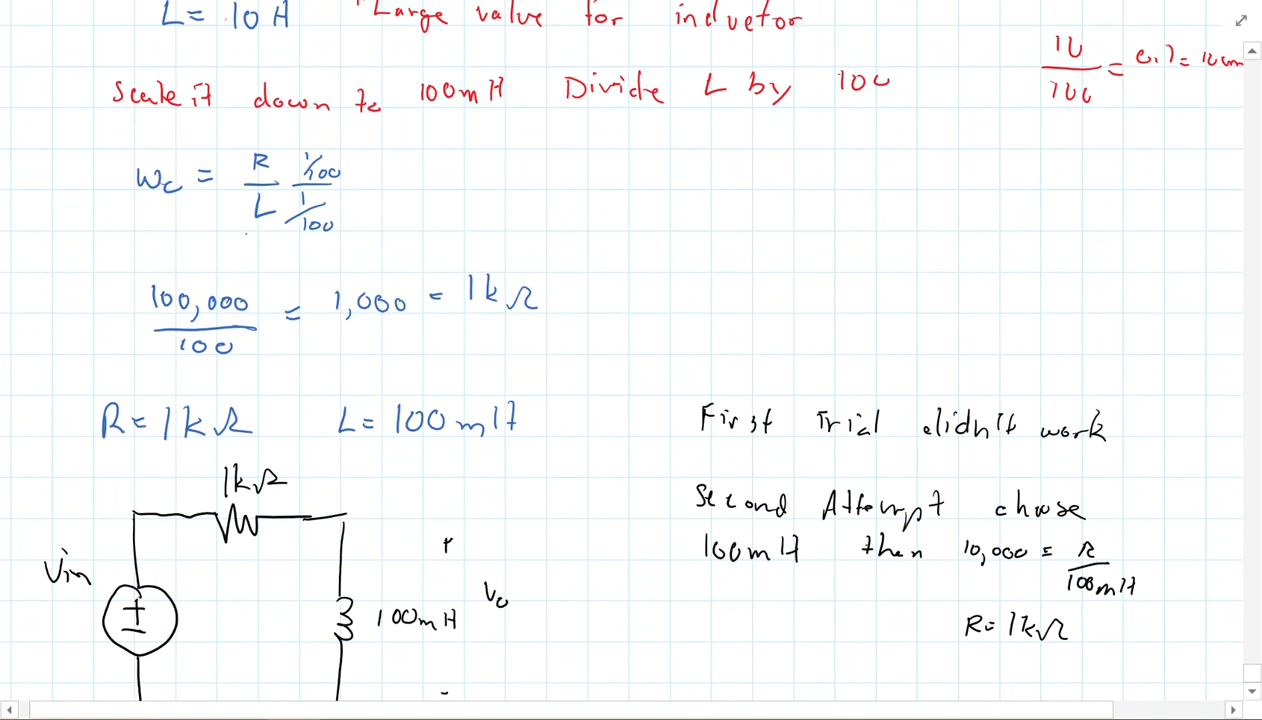 L = 10 H "Large value for inductor
Scale it down to 100mH Divide L by 100
10/100 = 0.1 =
ωc = R/L (1/100)/(1/100)
100,000/100 = 1,000 = 1kΩ
R = 1kΩ L = 100mH
First Trial didn't work
1kΩ
Second Attempt choose
100mH then 10,000 = R/100mH
Vin
+
Vo
+
-
100mH
R = 1kΩ
-